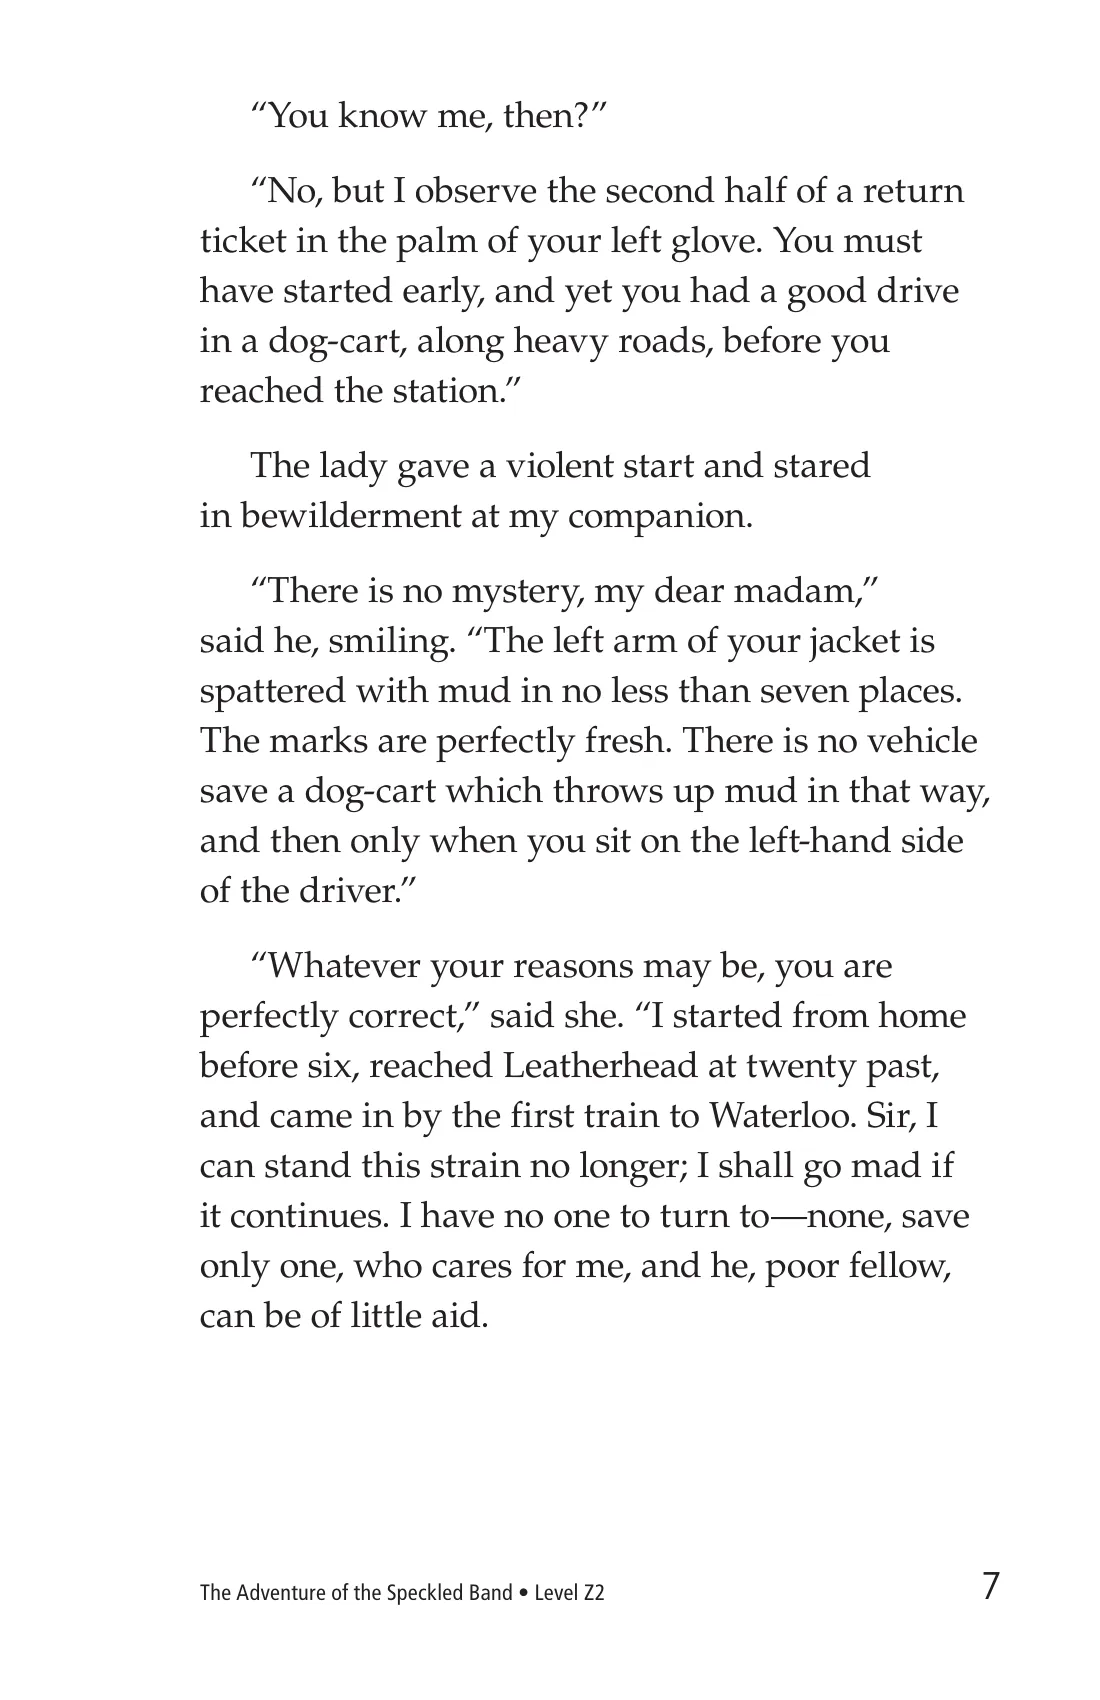 “You know me, then?”
“No, but I observe the second half of a return
ticket in the palm of your left glove. You must
have started early, and yet you had a good drive
in a dog-cart, along heavy roads, before you
reached the station.”
The lady gave a violent start and stared
in bewilderment at my companion.
“There is no mystery, my dear madam,”
said he, smiling. “The left arm of your jacket is
spattered with mud in no less than seven places.
The marks are perfectly fresh. There is no vehicle
save a dog-cart which throws up mud in that way,
and then only when you sit on the left-hand side
of the driver.”
“Whatever your reasons may be, you are
perfectly correct,” said she. “I started from home
before six, reached Leatherhead at twenty past,
and came in by the first train to Waterloo. Sir, I
can stand this strain no longer; I shall go mad if
it continues. I have no one to turn to—none, save
only one, who cares for me, and he, poor fellow,
can be of little aid.
The Adventure of the Speckled Band • Level Z2
7